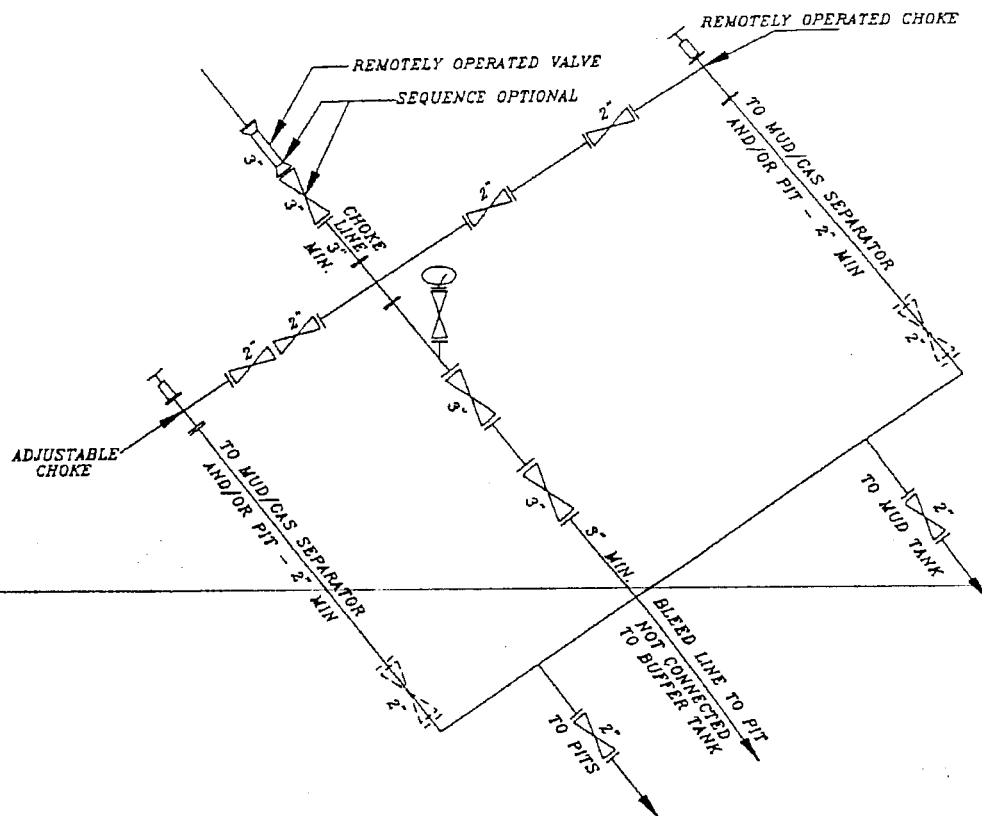 REMOTELY OPERATED CHOKE
REMOTELY OPERATED VALVE
SEQUENCE OPTIONAL
3"
3"
CHOKE
LINE
3"
MIN.
2"
2"
TO MUD/GAS SEPARATOR
AND/OR PIT - 2" MIN
2"
2"
2"
ADJUSTABLE
CHOKE
TO MUD/GAS SEPARATOR
AND/OR PIT - 2" MIN
2"
3"
3"
3" MIN
BLEED LINE TO PIT
NOT CONNECTED
TO BUFFER TANK
2"
TO MUD TANK
2"
TO PITS